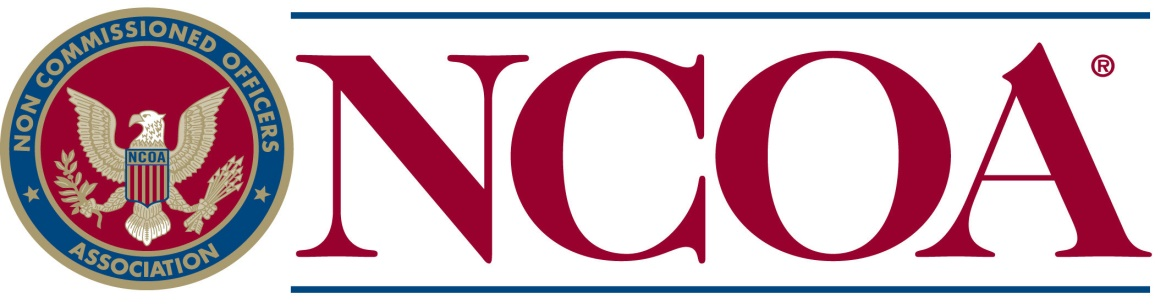 NON COMMISSIONED OFFICERS
ASSOCIATION
NCOA
NCOA®